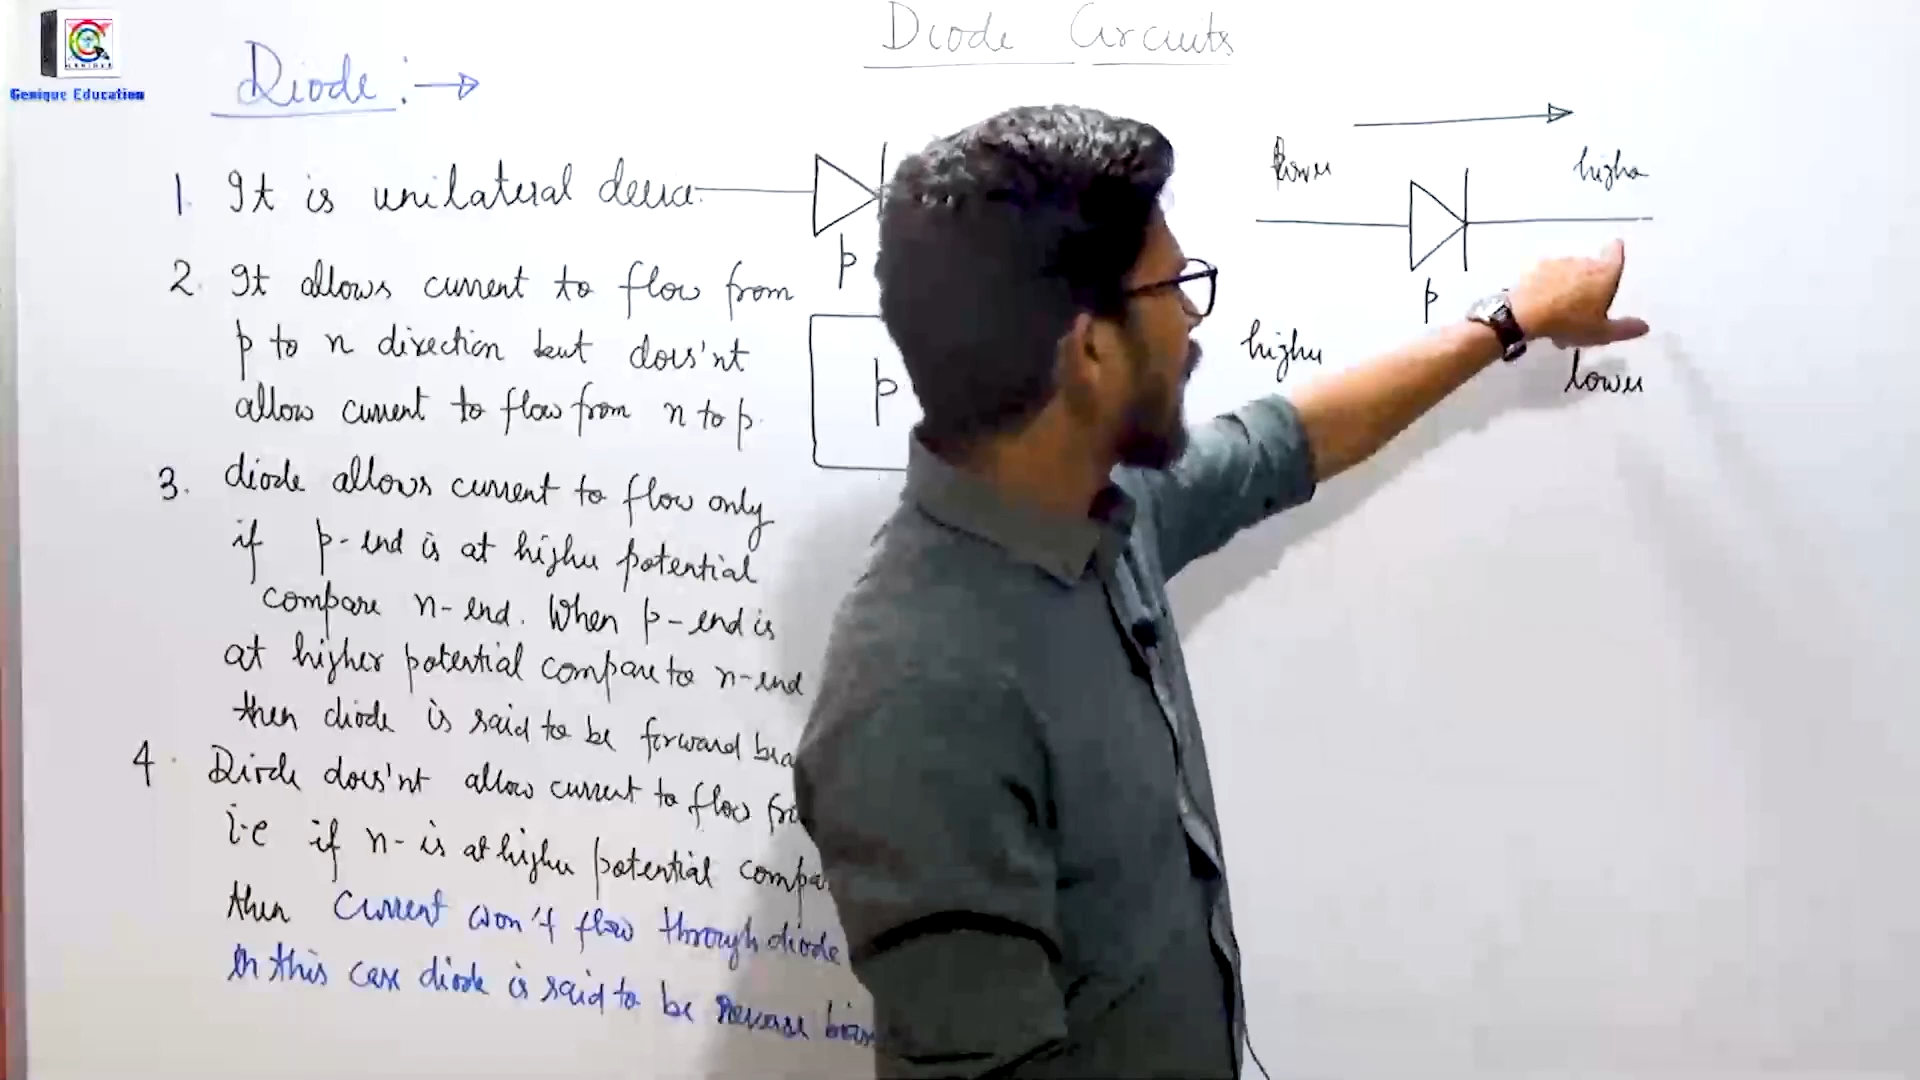 Genique Education
Diode Circuits
Diode :→
1. It is unilateral device.
2. It allows current to flow from
p to n direction but does'nt
allow current to flow from n to p.
3. diode allows current to flow only
if p-end is at higher potential
compare n-end. When p-end is
at higher potential compare to n-end
then diode is said to be forward bia
4. Diode does'nt allow current to flow fr
i.e if n- is at higher potential compa
then current won't flow through diode
In this case diode is said to be reverse bias
p
p
lower
higher
p
higher
lower